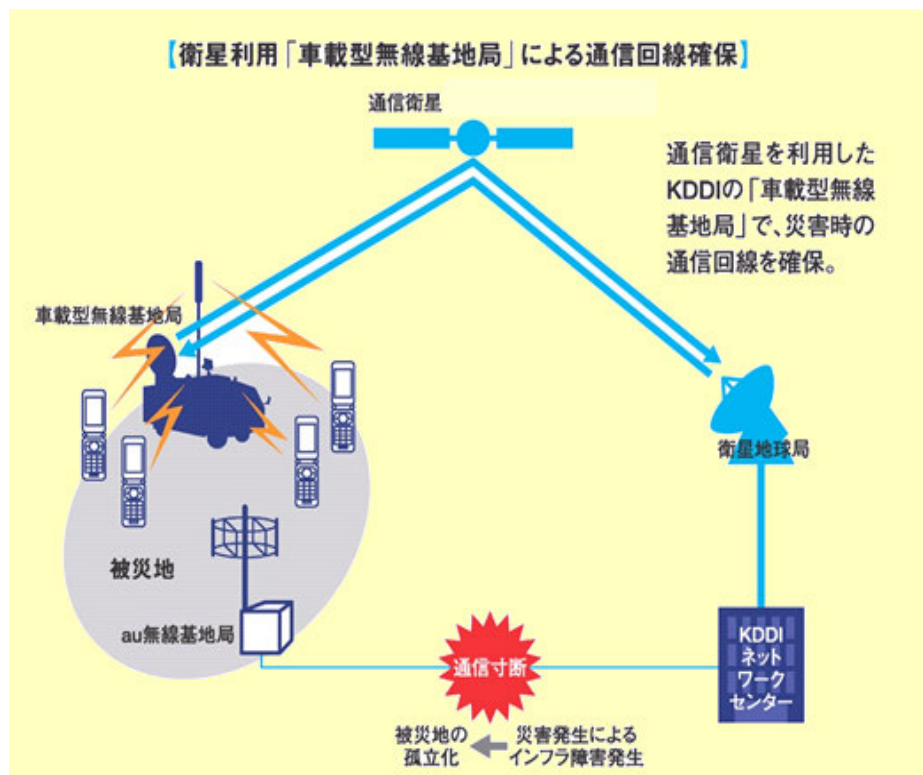 【衛星利用「車載型無線基地局」による通信回線確保】
通信衛星
通信衛星を利用した
KDDIの「車載型無線
基地局」で、災害時の
通信回線を確保。
車載型無線基地局
衛星地球局
被災地
au無線基地局
通信寸断
KDDI
ネット
ワーク
センター
被災地の
孤立化
災害発生による
インフラ障害発生